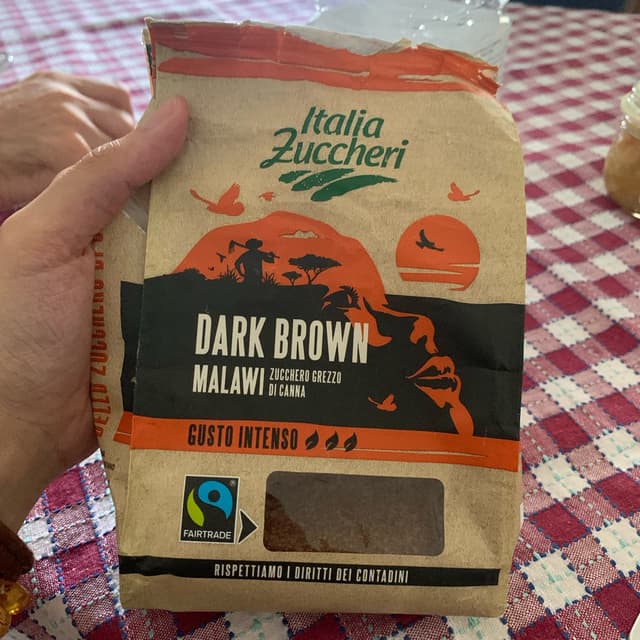 Italia
Zuccheri
DARK BROWN
MALAWI
ZUCCHERO GREZZO
DI CANNA
GUSTO INTENSO
FAIRTRADE
RISPETTIAMO I DIRITTI DEI CONTADINI